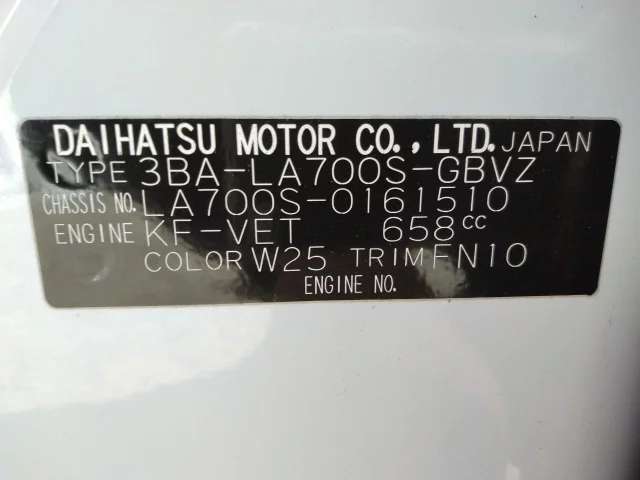 DAIHATSU MOTOR CO., LTD. JAPAN
TYPE 3BA-LA700S-GBVZ
CHASSIS NO. LA700S-0161510
ENGINE KF-VET 658cc
COLOR W25 TRIM FN10
ENGINE NO.